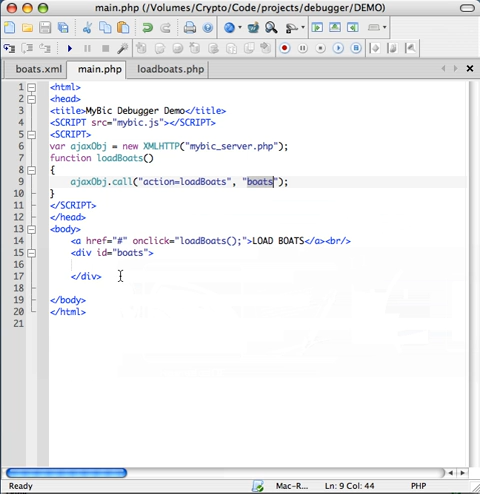 main.php (/Volumes/Crypto/Code/projects/debugger/DEMO)
boats.xml main.php loadboats.php
1 <html>
2 <head>
3 <title>MyBic Debugger Demo</title>
4 <SCRIPT src="mybic.js"></SCRIPT>
5 <SCRIPT>
6 var ajaxObj = new XMLHTTP("mybic_server.php");
7 function loadBoats()
8 {
9 ajaxObj.call("action=loadBoats", "boats");
10 }
11 </SCRIPT>
12 </head>
13 <body>
14 <a href="#" onclick="loadBoats();">LOAD BOATS</a><br/>
15 <div id="boats">
16
17 </div>
18
19 </body>
20 </html>
21
Ready Mac-R... Ln: 9 Col: 44 PHP